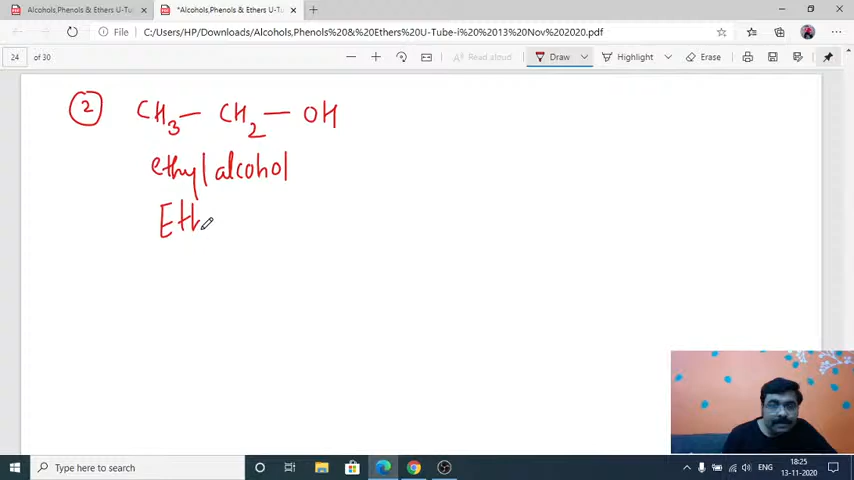 Alcohols,Phenols & Ethers U-Tu
*Alcohols,Phenols & Ethers U-Tu
File
C:/Users/HP/Downloads/Alcohols,Phenols%20&%20Ethers%20U-Tube-i%20%2013%20Nov%202020.pdf
24 of 30
Read aloud
Draw
Highlight
Erase
2 CH3 – CH2 – OH
ethyl alcohol
Eth
Type here to search
ENG
18:25
13-11-2020